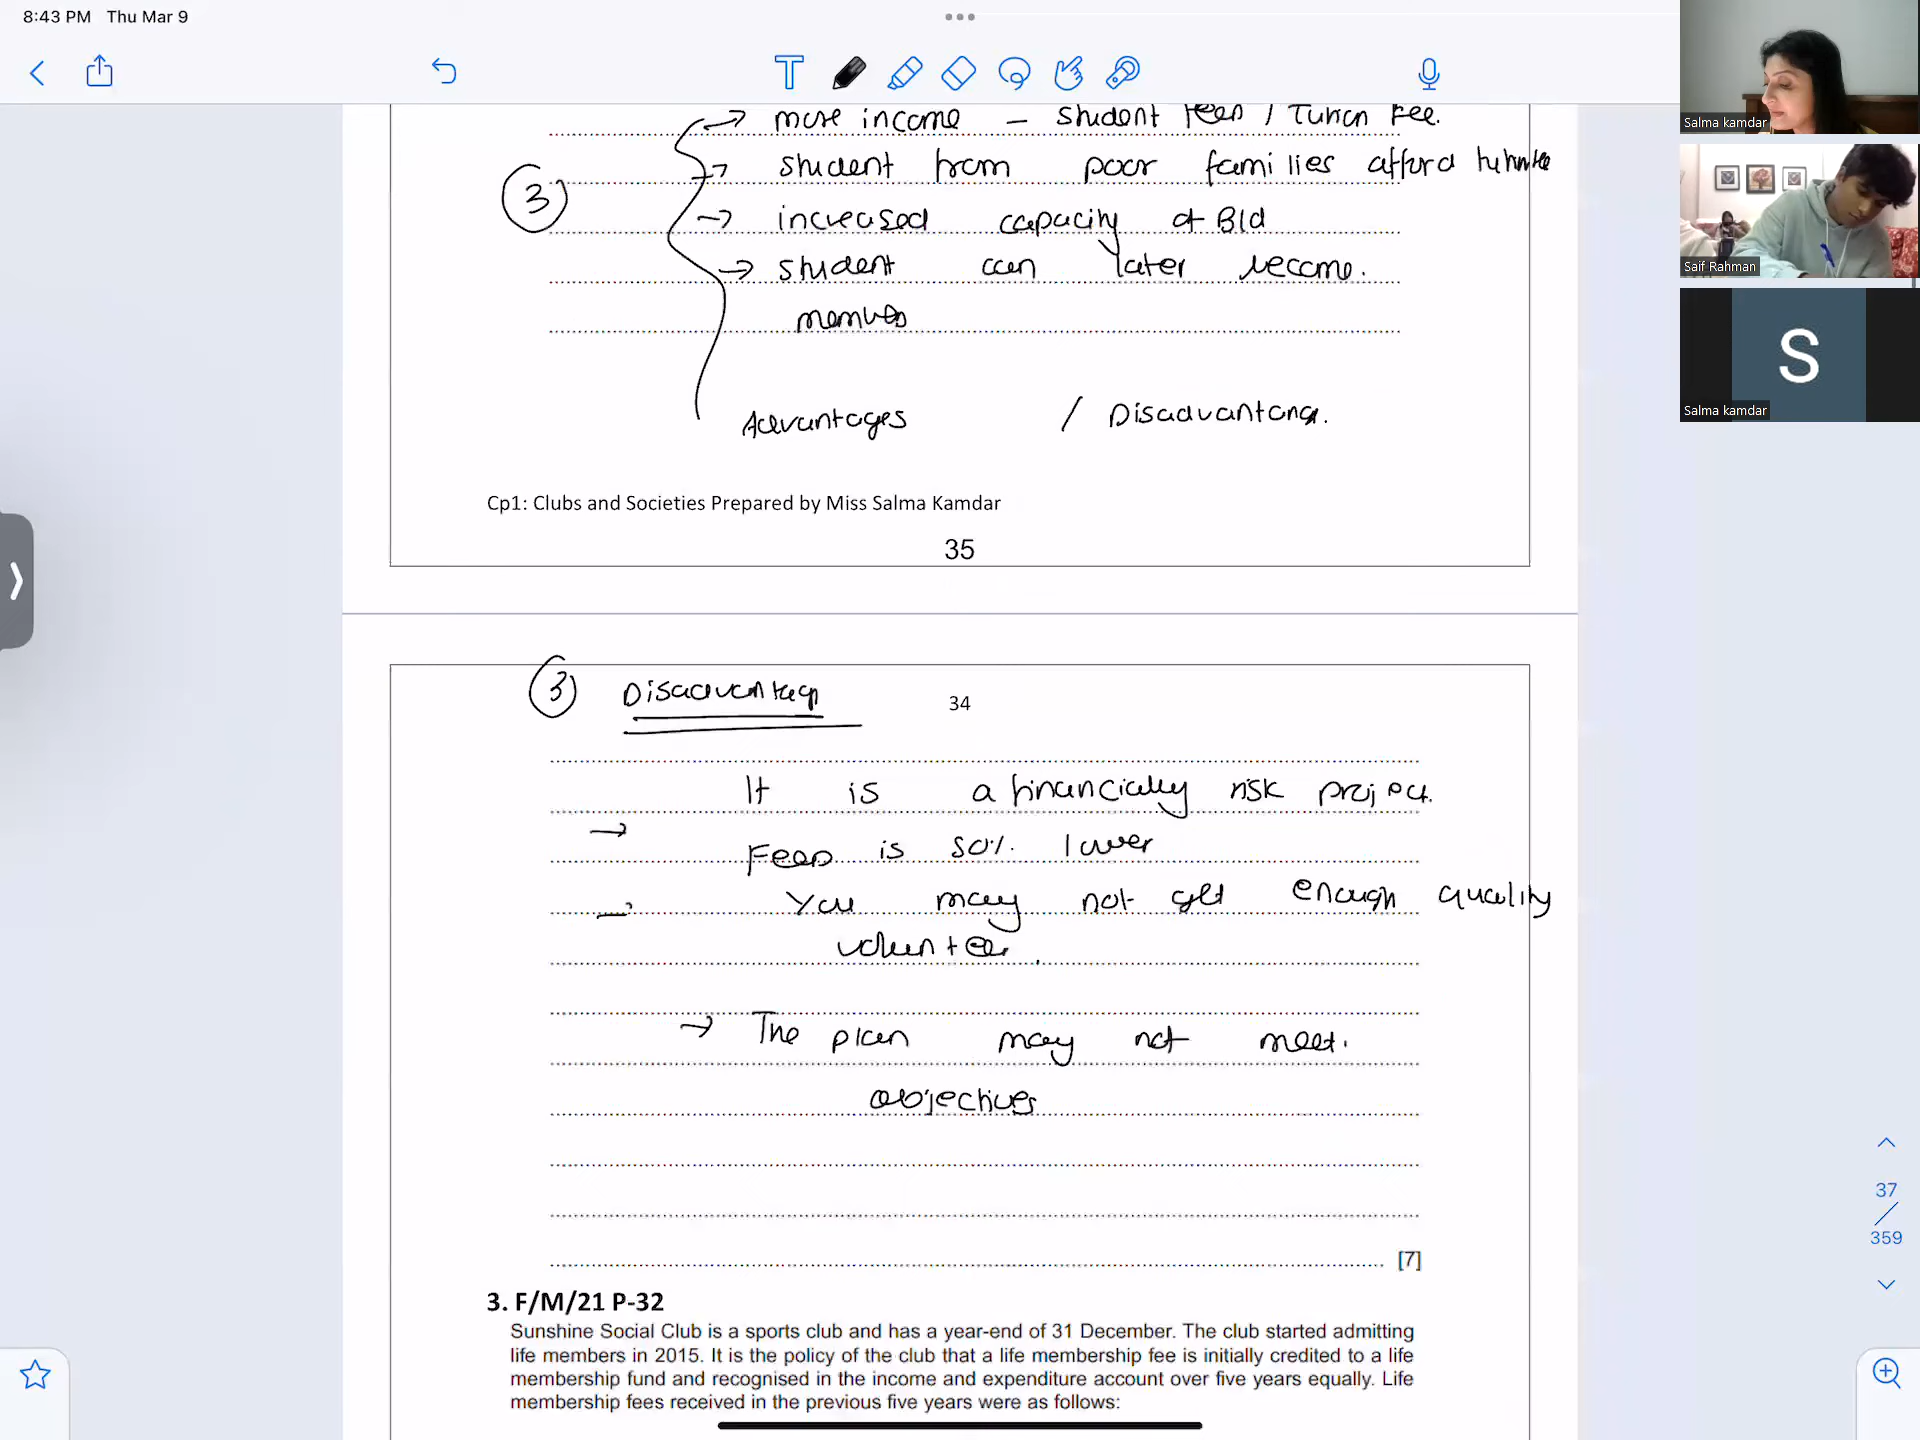 8:43 PM Thu Mar 9
→ more income – student fees / Tution Fee.
→ student from poor families afford
③ → increased capacity of Bld
→ student can later become.
members
Advantages / Disadvantang.
Cp1: Clubs and Societies Prepared by Miss Salma Kamdar
35
③ Disadvantag
34
It is a financially risk project.
→ Fees is 50% lower
→ You may not get enough quality
volunteer.
→ The plan may not meet.
objectives
[7]
3. F/M/21 P-32
Sunshine Social Club is a sports club and has a year-end of 31 December. The club started admitting
life members in 2015. It is the policy of the club that a life membership fee is initially credited to a life
membership fund and recognised in the income and expenditure account over five years equally. Life
membership fees received in the previous five years were as follows:
37
/
359
Salma kamdar
Saif Rahman
S
Salma kamdar